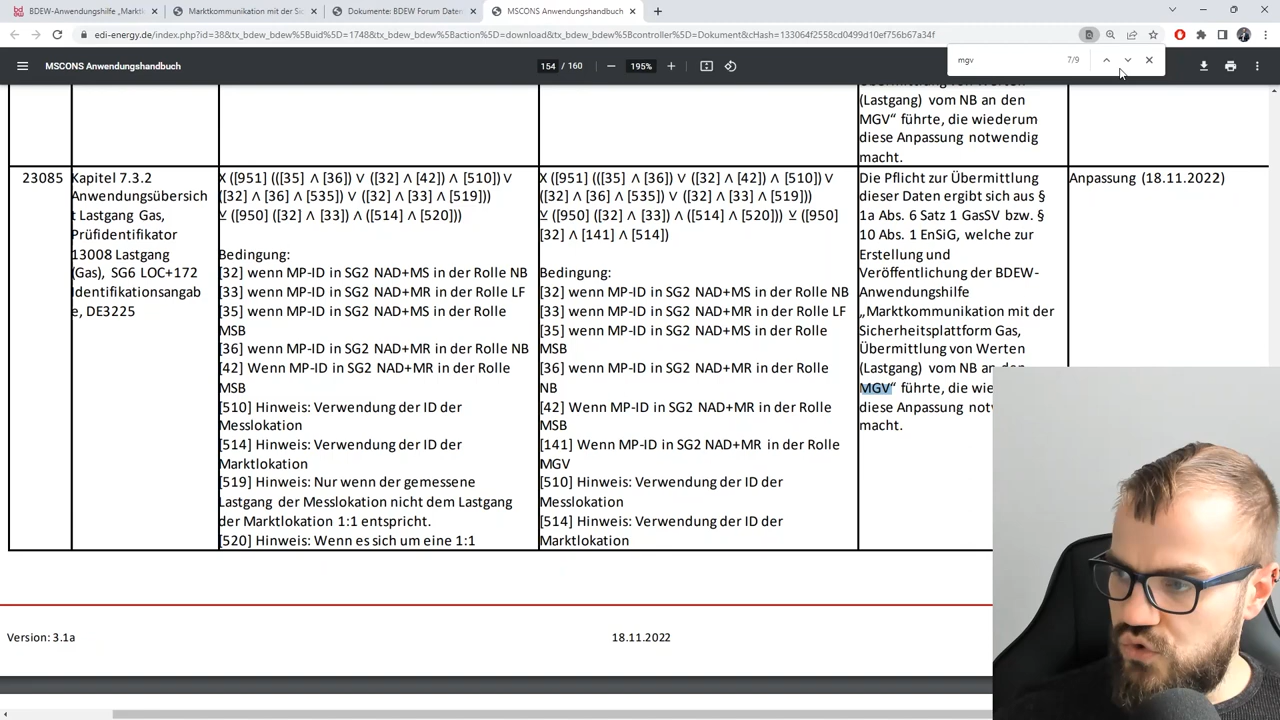 BDEW-Anwendungshilfe „Markt
Marktkommunikation mit der Sic
Dokumente: BDEW Forum Daten
MSCONS Anwendungshandbuch
edi-energy.de/index.php?id=38&tx_bdew_bdew%5Buid%5D=1748&tx_bdew_bdew%5Baction%5D=download&tx_bdew_bdew%5Bcontroller%5D=Dokument&cHash=133064f2558cd0499d10ef5756b67a34f
MSCONS Anwendungshandbuch
154 / 160
195%
mgv
7/9
Übermittlung von Werten
(Lastgang) vom NB an den
MGV“ führte, die wiederum
diese Anpassung notwendig
macht.
23085
Kapitel 7.3.2
Anwendungsübersich
t Lastgang Gas,
Prüfidentifikator
13008 Lastgang
(Gas), SG6 LOC+172
Identifikationsangab
e, DE3225
X ([951] (([35] ∧ [36]) ∨ ([32] ∧ [42]) ∧ [510]) ∨
([32] ∧ [36] ∧ [535]) ∨ ([32] ∧ [33] ∧ [519]))
⊻ ([950] ([32] ∧ [33]) ∧ ([514] ∧ [520]))
Bedingung:
[32] wenn MP-ID in SG2 NAD+MS in der Rolle NB
[33] wenn MP-ID in SG2 NAD+MR in der Rolle LF
[35] wenn MP-ID in SG2 NAD+MS in der Rolle
MSB
[36] wenn MP-ID in SG2 NAD+MR in der Rolle NB
[42] Wenn MP-ID in SG2 NAD+MR in der Rolle
MSB
[510] Hinweis: Verwendung der ID der
Messlokation
[514] Hinweis: Verwendung der ID der
Marktlokation
[519] Hinweis: Nur wenn der gemessene
Lastgang der Messlokation nicht dem Lastgang
der Marktlokation 1:1 entspricht.
[520] Hinweis: Wenn es sich um eine 1:1
X ([951] (([35] ∧ [36]) ∨ ([32] ∧ [42]) ∧ [510]) ∨
([32] ∧ [36] ∧ [535]) ∨ ([32] ∧ [33] ∧ [519]))
⊻ ([950] ([32] ∧ [33]) ∧ ([514] ∧ [520])) ⊻ ([950]
[32] ∧ [141] ∧ [514])
Bedingung:
[32] wenn MP-ID in SG2 NAD+MS in der Rolle NB
[33] wenn MP-ID in SG2 NAD+MR in der Rolle LF
[35] wenn MP-ID in SG2 NAD+MS in der Rolle
MSB
[36] wenn MP-ID in SG2 NAD+MR in der Rolle
NB
[42] Wenn MP-ID in SG2 NAD+MR in der Rolle
MSB
[141] Wenn MP-ID in SG2 NAD+MR in der Rolle
MGV
[510] Hinweis: Verwendung der ID der
Messlokation
[514] Hinweis: Verwendung der ID der
Marktlokation
Die Pflicht zur Übermittlung
dieser Daten ergibt sich aus §
1a Abs. 6 Satz 1 GasSV bzw. §
10 Abs. 1 EnSiG, welche zur
Erstellung und
Veröffentlichung der BDEW-
Anwendungshilfe
„Marktkommunikation mit der
Sicherheitsplattform Gas,
Übermittlung von Werten
(Lastgang) vom NB an den
MGV“ führte, die wie
diese Anpassung not
macht.
Anpassung (18.11.2022)
Version: 3.1a
18.11.2022